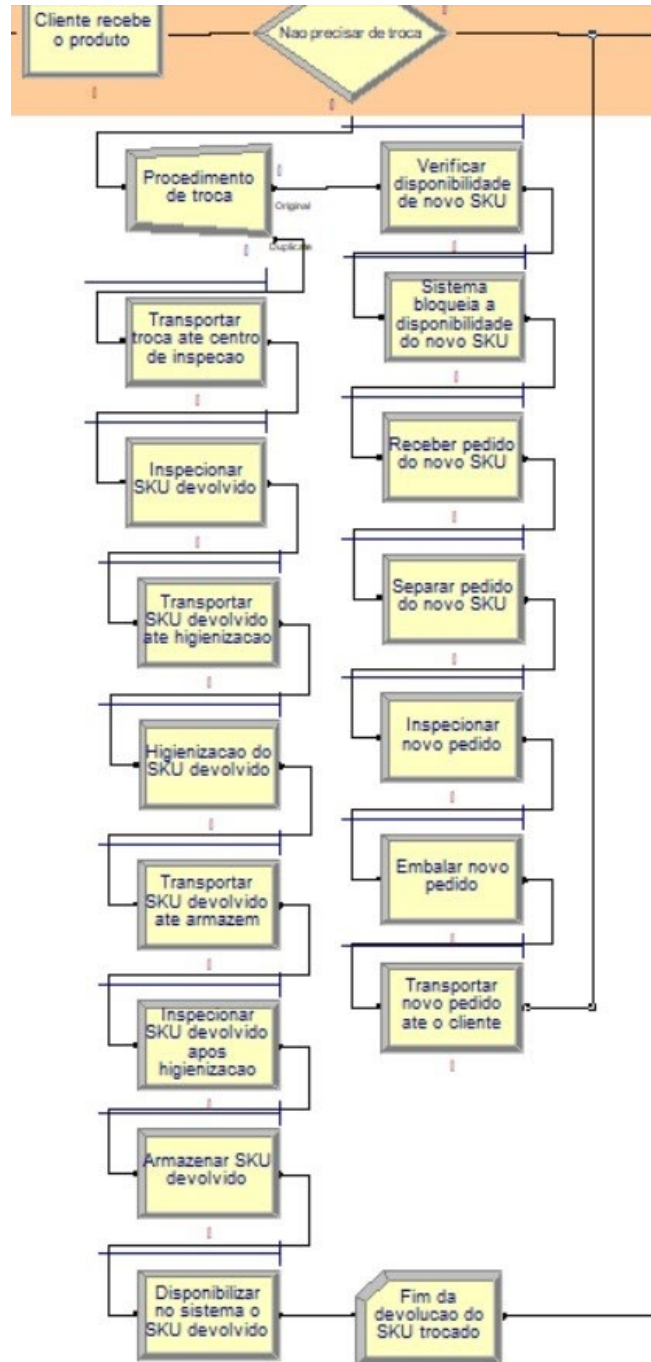 Cliente recebe
o produto
Nao precisar de troca
Procedimento
de troca
Original
Duplicate
Verificar
disponibilidade
de novo SKU
Transportar
troca ate centro
de inspecao
Sistema
bloqueia a
disponibilidade
do novo SKU
Inspecionar
SKU devolvido
Receber pedido
do novo SKU
Transportar
SKU devolvido
ate higienizacao
Separar pedido
do novo SKU
Higienizacao do
SKU devolvido
Inspecionar
novo pedido
Transportar
SKU devolvido
ate armazem
Embalar novo
pedido
Inspecionar
SKU devolvido
apos
higienizacao
Transportar
novo pedido
ate o cliente
Armazenar SKU
devolvido
Disponibilizar
no sistema o
SKU devolvido
Fim da
devolucao do
SKU trocado